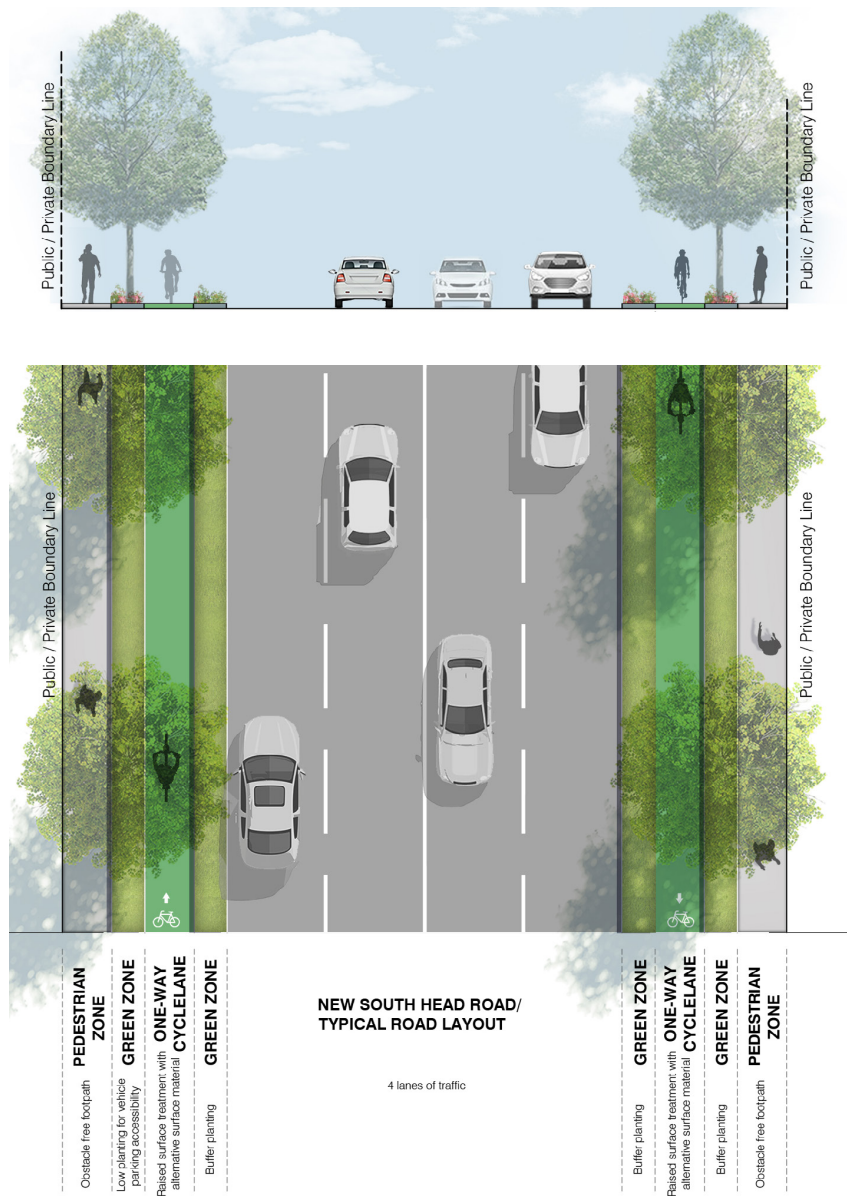 Public / Private Boundary Line
Public / Private Boundary Line
Public / Private Boundary Line
Public / Private Boundary Line
PEDESTRIAN
ZONE
Obstacle free footpath
GREEN ZONE
Low planting for vehicle
parking accessibility
ONE-WAY
CYCLELANE
Raised surface treatment with
alternative surface material
GREEN ZONE
Buffer planting
NEW SOUTH HEAD ROAD/
TYPICAL ROAD LAYOUT
4 lanes of traffic
GREEN ZONE
Buffer planting
ONE-WAY
CYCLELANE
Raised surface treatment with
alternative surface material
GREEN ZONE
Buffer planting
PEDESTRIAN
ZONE
Obstacle free footpath